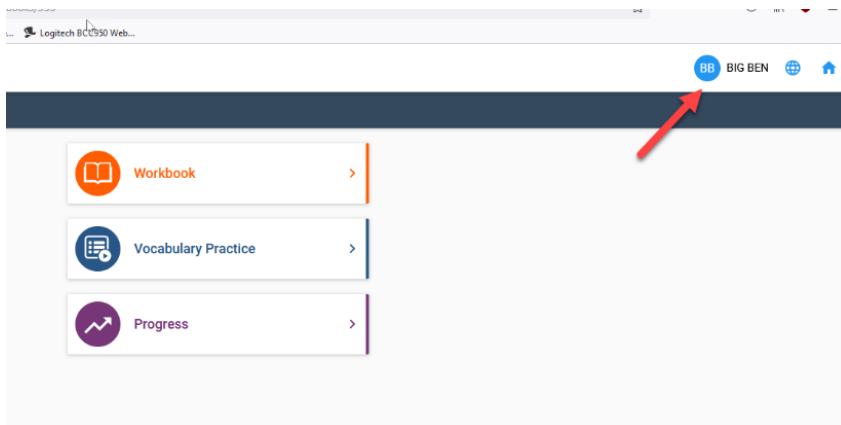 Logitech BCC950 Web...
BB BIG BEN
Workbook
Vocabulary Practice
Progress